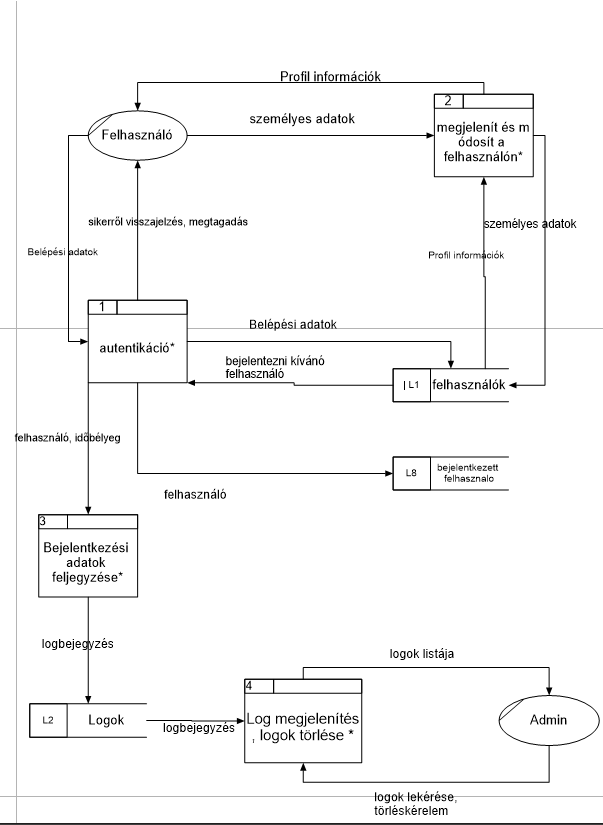 Profil információk
2
Felhasználó
személyes adatok
megjelenít és m
ódosít a
felhasználón*
sikerről visszajelzés, megtagadás
személyes adatok
Belépési adatok
Profil információk
1
Belépési adatok
autentikáció*
bejelentezni kívánó
felhasználó
| L1
felhasználók
felhasználó, időbélyeg
L8
bejelentkezett
felhasznalo
felhasználó
3
Bejelentkezési
adatok
feljegyzése*
logbejegyzés
logok listája
4
L2
Logok
logbejegyzés
Log megjelenítés
, logok törlése *
Admin
logok lekérése,
törléskérelem